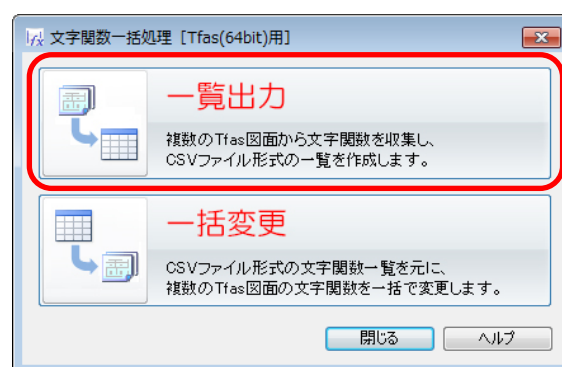 文字関数一括処理 [Tfas(64bit)用]
一覧出力
複数のTfas図面から文字関数を収集し、
CSVファイル形式の一覧を作成します。
一括変更
CSVファイル形式の文字関数一覧を元に、
複数のTfas図面の文字関数を一括で変更します。
閉じる
ヘルプ